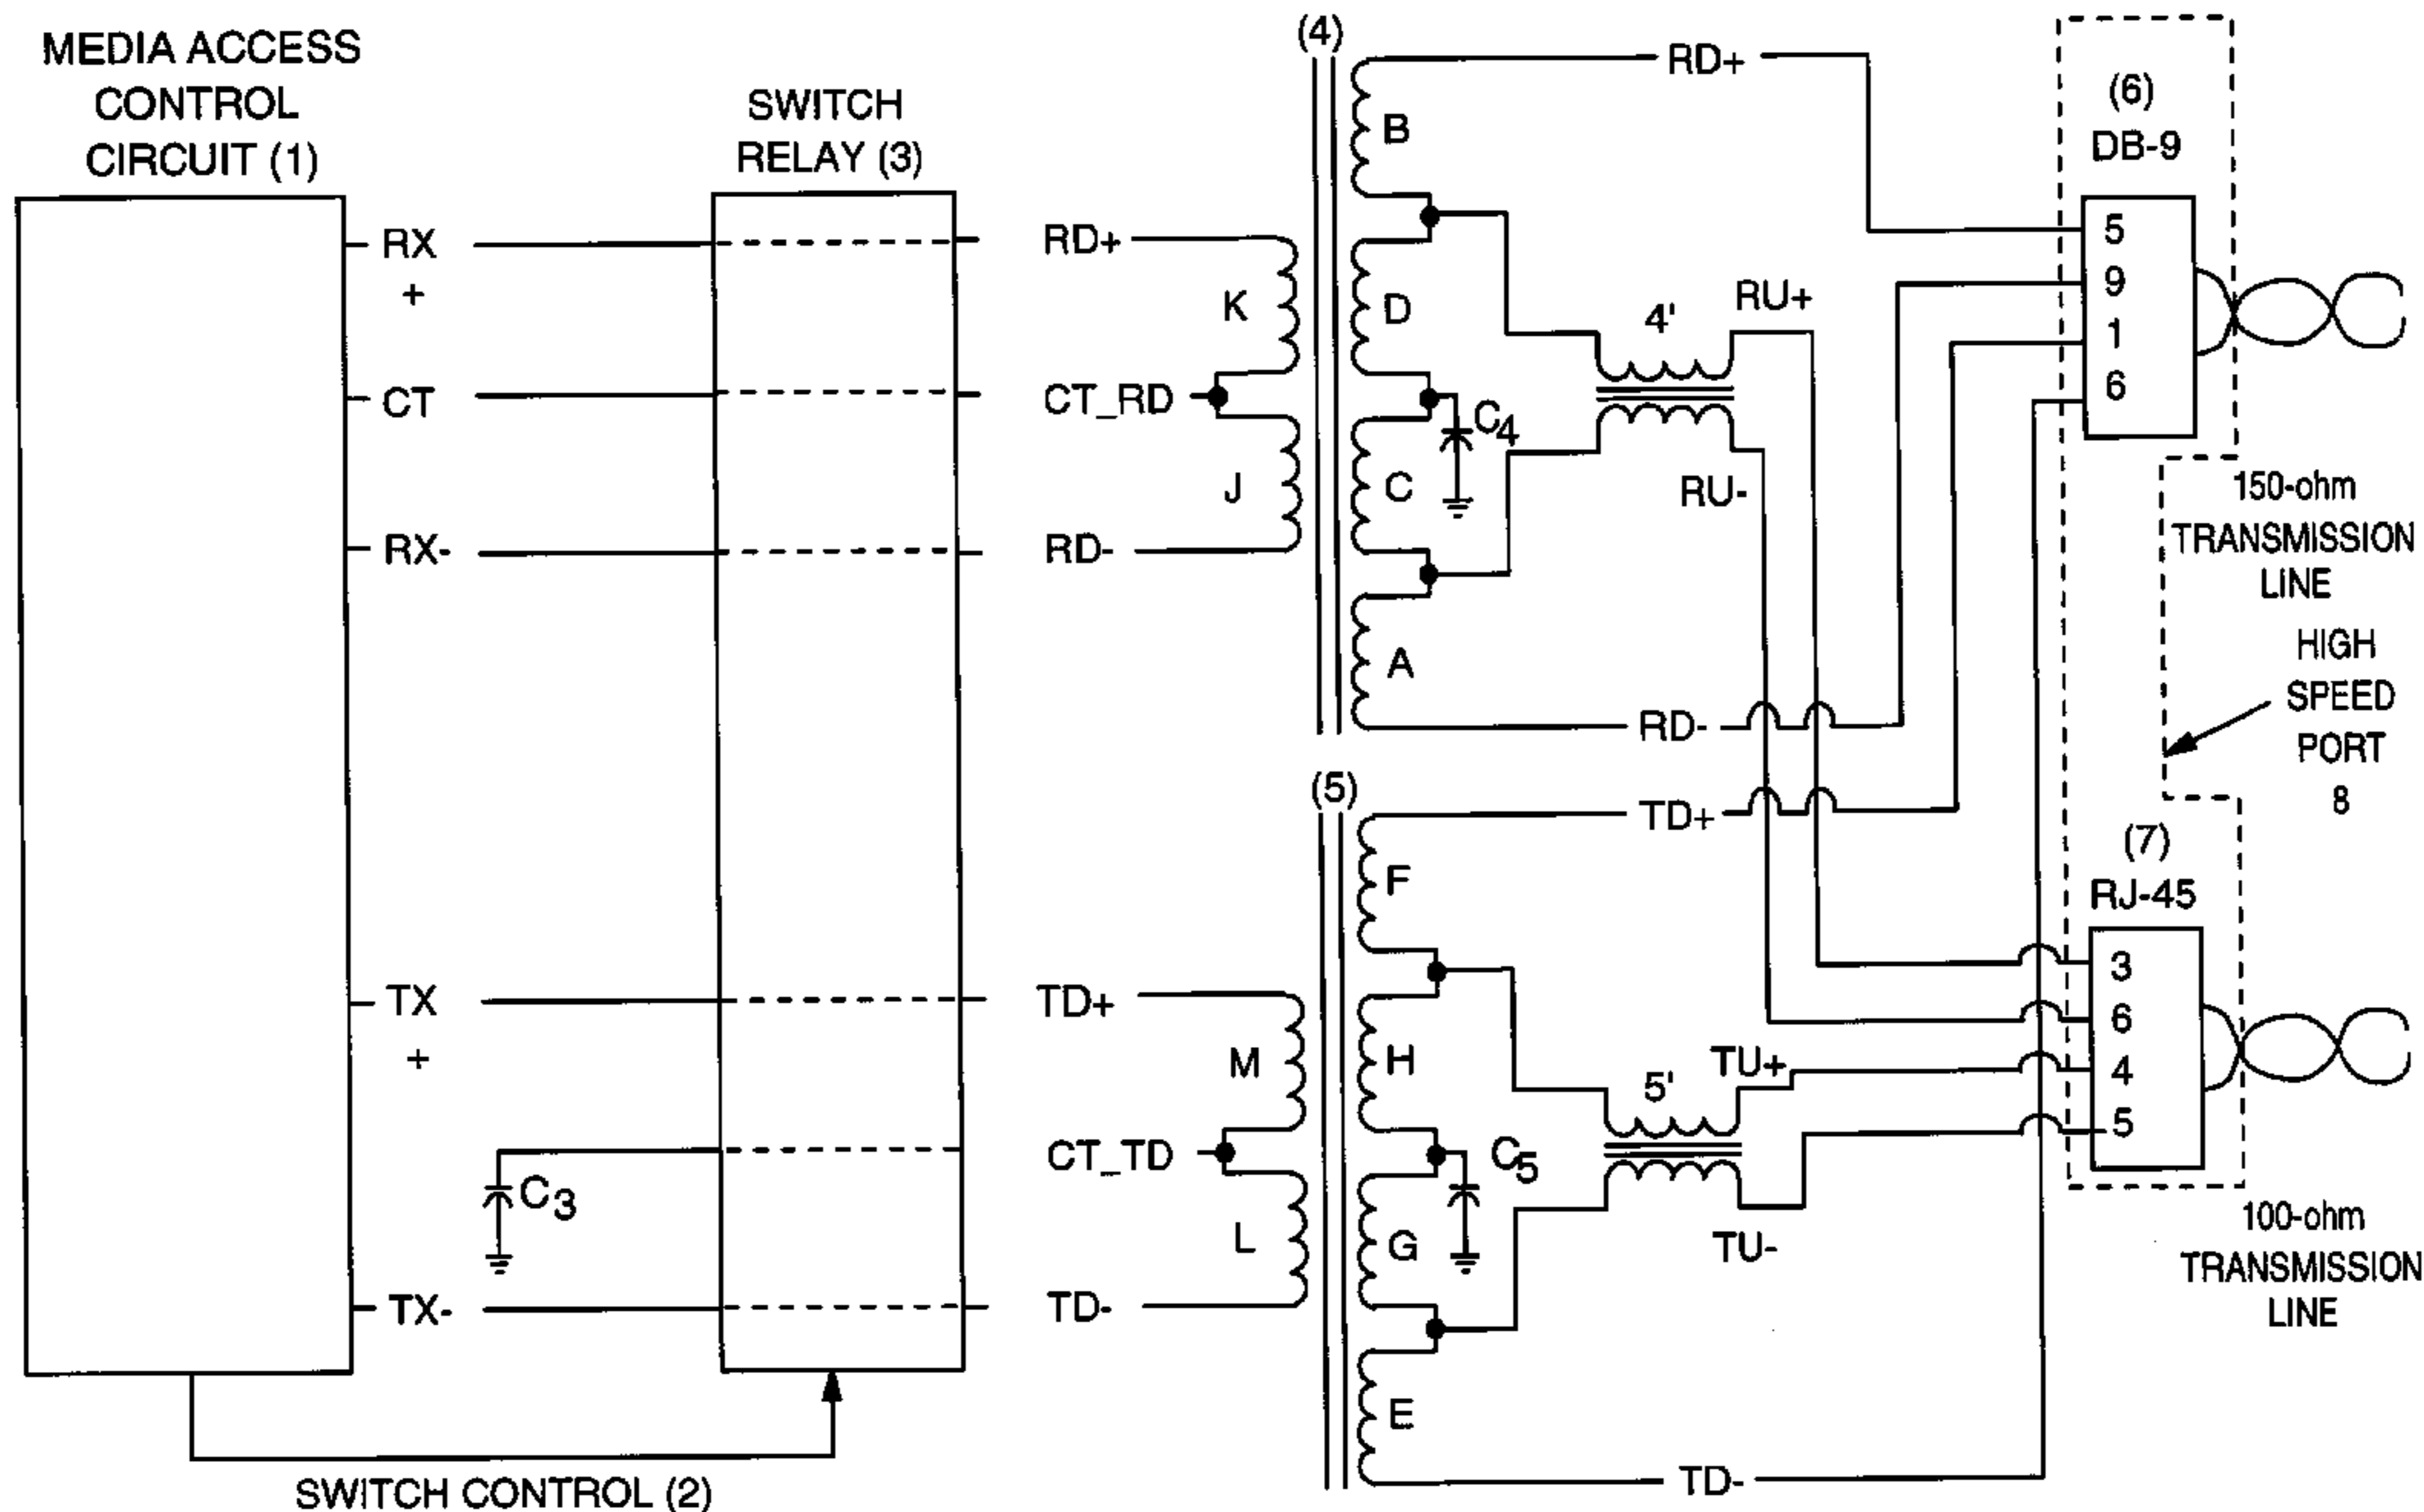 MEDIA ACCESS
CONTROL
CIRCUIT (1)
SWITCH
RELAY (3)
RX
+
CT
RX-
TX
+
C3
TX-
SWITCH CONTROL (2)
RD+
K
CT_RD
J
RD-
TD+
M
CT_TD
L
TD-
(4)
B
D
C
A
C4
RD+
4'
RU+
RU-
RD-
(5)
F
H
G
E
C5
TD+
5'
TU+
TU-
TD-
(6)
DB-9
5
9
1
6
150-ohm
TRANSMISSION
LINE
HIGH
SPEED
PORT
8
(7)
RJ-45
3
6
4
5
100-ohm
TRANSMISSION
LINE